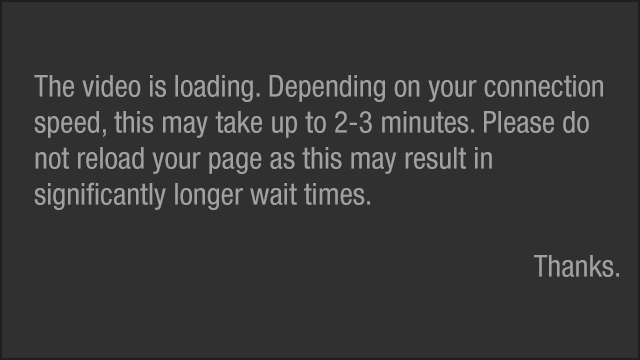 The video is loading. Depending on your connection
speed, this may take up to 2-3 minutes. Please do
not reload your page as this may result in
significantly longer wait times.
Thanks.